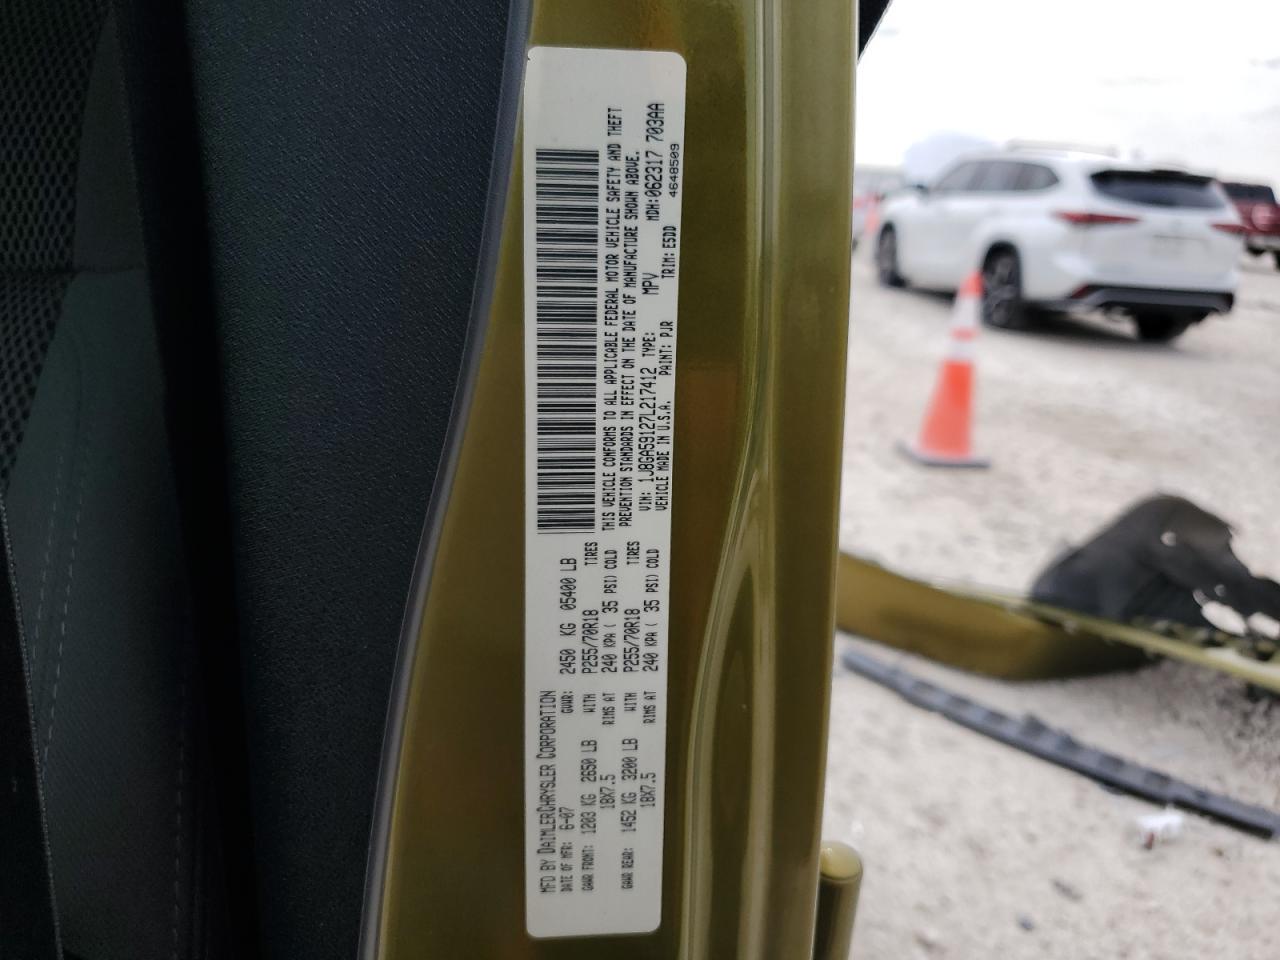 MFD BY DAIMLERCHRYSLER CORPORATION
DATE OF MFR: 6-07 GVWR: 2450 KG 05400 LB
GAWR FRONT: 1203 KG 2650 LB WITH P255/70R18 TIRES
18X7.5 RIMS AT 240 KPA ( 35 PSI) COLD
GAWR REAR: 1452 KG 3200 LB WITH P255/70R18 TIRES
18X7.5 RIMS AT 240 KPA ( 35 PSI) COLD
THIS VEHICLE CONFORMS TO ALL APPLICABLE FEDERAL MOTOR VEHICLE SAFETY AND THEFT
PREVENTION STANDARDS IN EFFECT ON THE DATE OF MANUFACTURE SHOWN ABOVE.
VIN: 1J8GA59127L217412 TYPE: MPV MDH:062317 703AA
VEHICLE MADE IN U.S.A. PAINT: PJR TRIM: E5DD 4648509